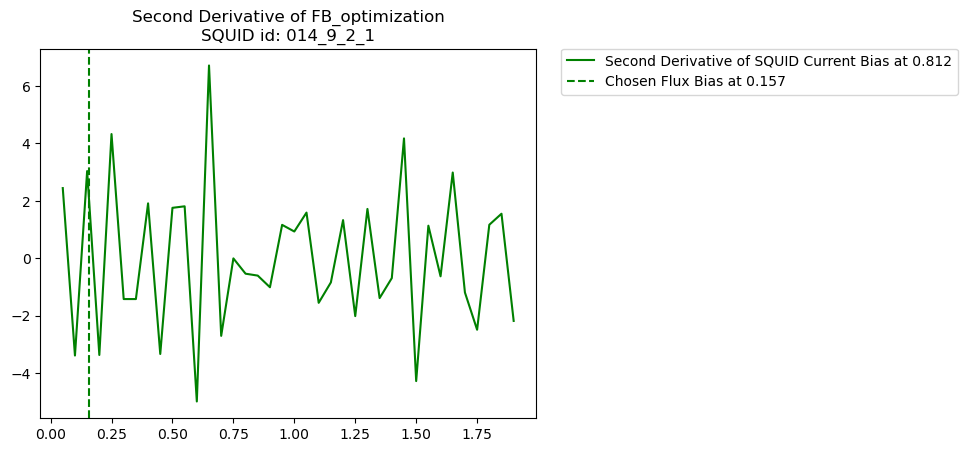 Second Derivative of FB_optimization
SQUID id: 014_9_2_1
Second Derivative of SQUID Current Bias at 0.812
Chosen Flux Bias at 0.157
6
4
2
0
−2
−4
0.00 0.25 0.50 0.75 1.00 1.25 1.50 1.75